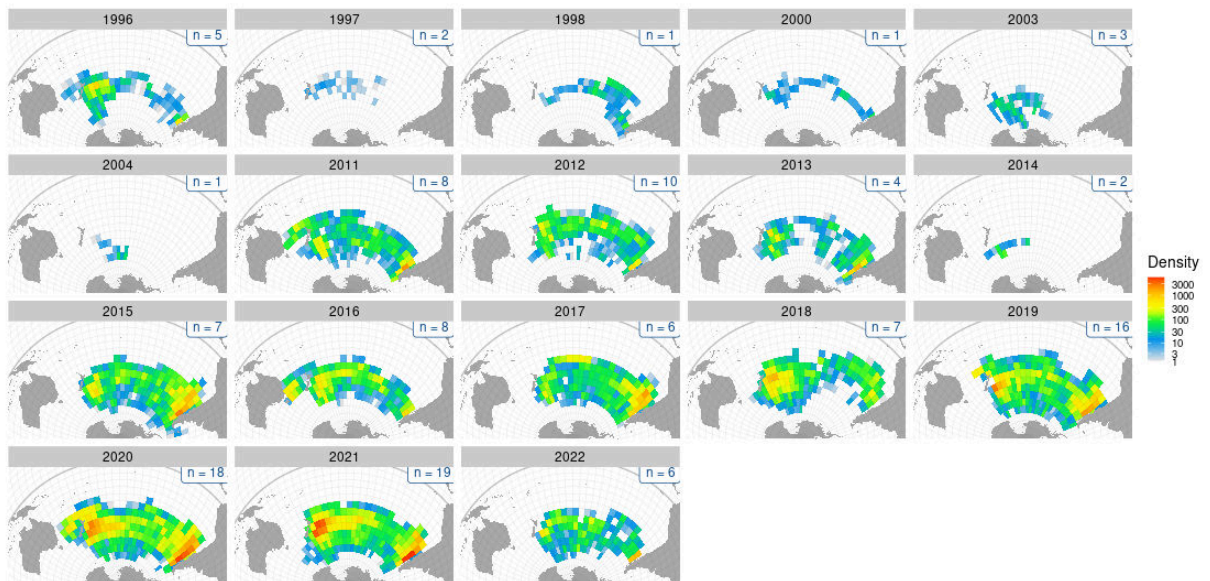 1996
1997
1998
2000
2003
n = 5
n = 2
n = 1
n = 1
n = 3
2004
2011
2012
2013
2014
n = 1
n = 8
n = 10
n = 4
n = 2
Density
3000
1000
300
100
30
10
3
1
2015
2016
2017
2018
2019
n = 7
n = 8
n = 6
n = 7
n = 16
2020
2021
2022
n = 18
n = 19
n = 6